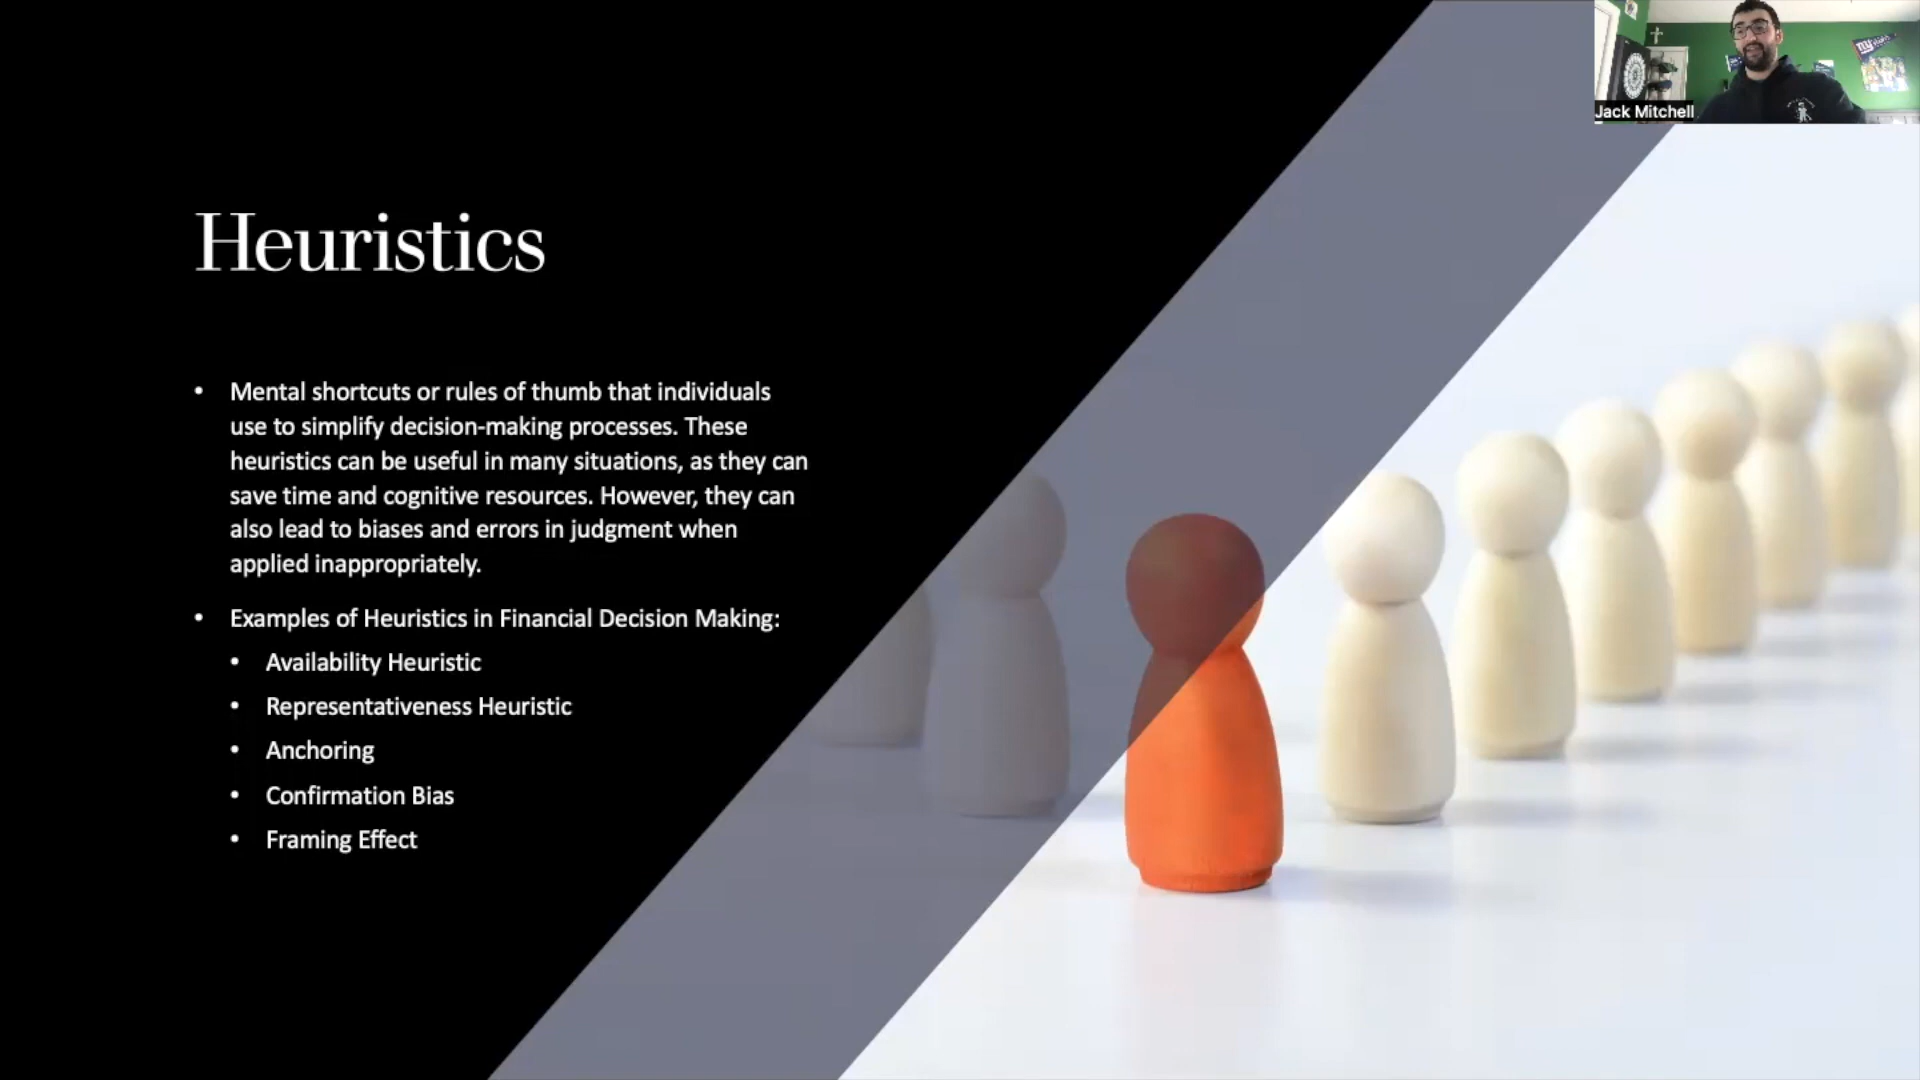 Jack Mitchell
Heuristics
• Mental shortcuts or rules of thumb that individuals
use to simplify decision-making processes. These
heuristics can be useful in many situations, as they can
save time and cognitive resources. However, they can
also lead to biases and errors in judgment when
applied inappropriately.
• Examples of Heuristics in Financial Decision Making:
• Availability Heuristic
• Representativeness Heuristic
• Anchoring
• Confirmation Bias
• Framing Effect